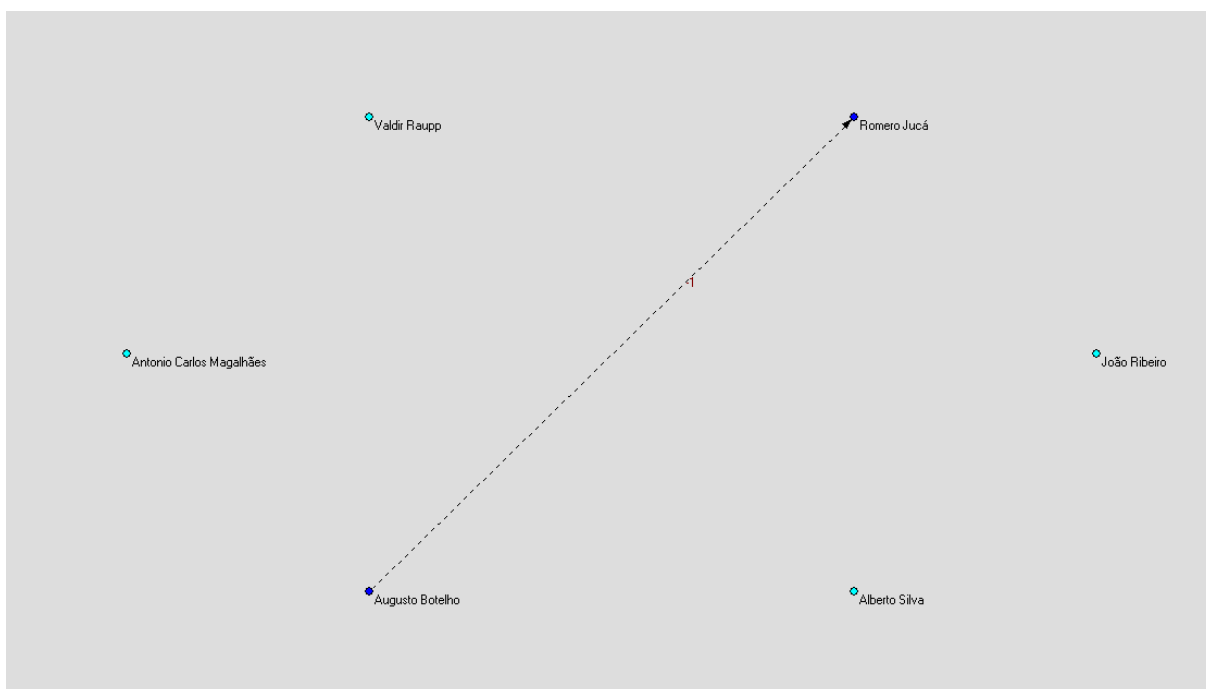 Valdir Raupp
Romero Jucá
-1
Antonio Carlos Magalhães
João Ribeiro
Augusto Botelho
Alberto Silva